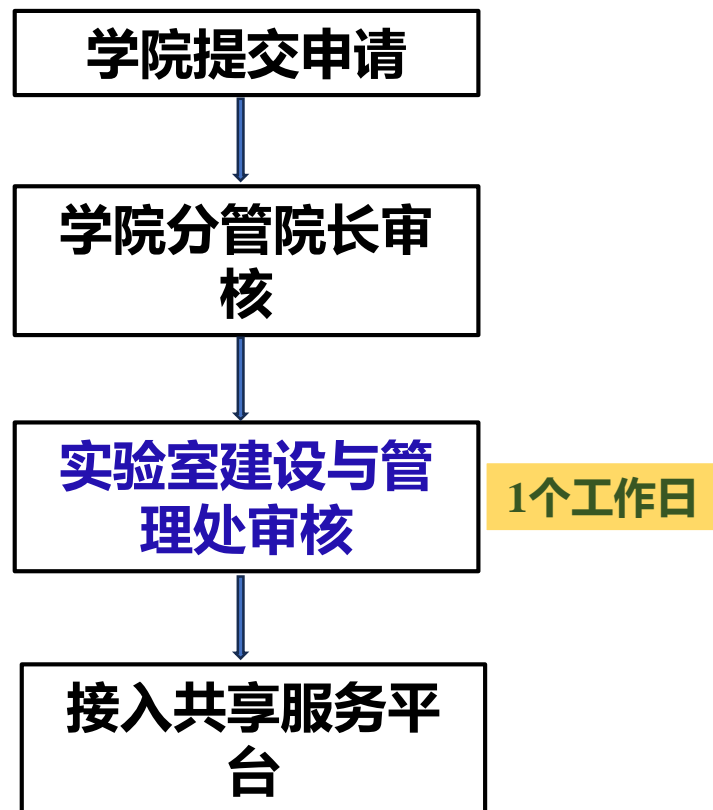 学院提交申请
学院分管院长审
核
实验室建设与管
理处审核
1个工作日
接入共享服务平
台